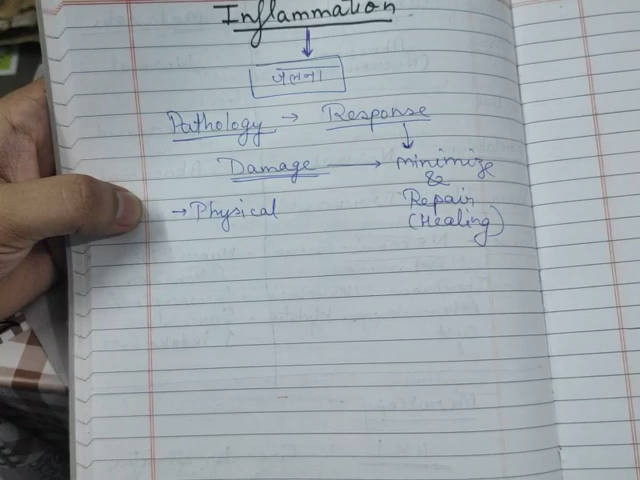 Inflammation
↓
जलना
Pathology → Response
↓
Damage → minimize
&
→ Physical Repair
(Healing)